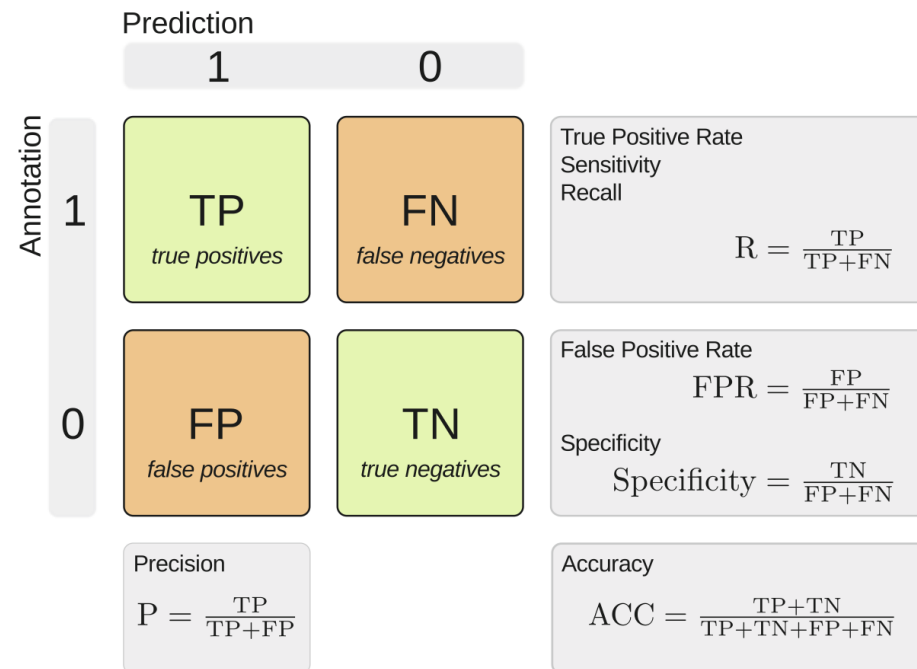 Prediction
1 0
Annotation
1
TP
true positives
FN
false negatives
True Positive Rate
Sensitivity
Recall
R = TP/TP+FN
0
FP
false positives
TN
true negatives
False Positive Rate
FPR = FP/FP+FN
Specificity
Specificity = TN/FP+FN
Precision
P = TP/TP+FP
Accuracy
ACC = TP+TN/TP+TN+FP+FN